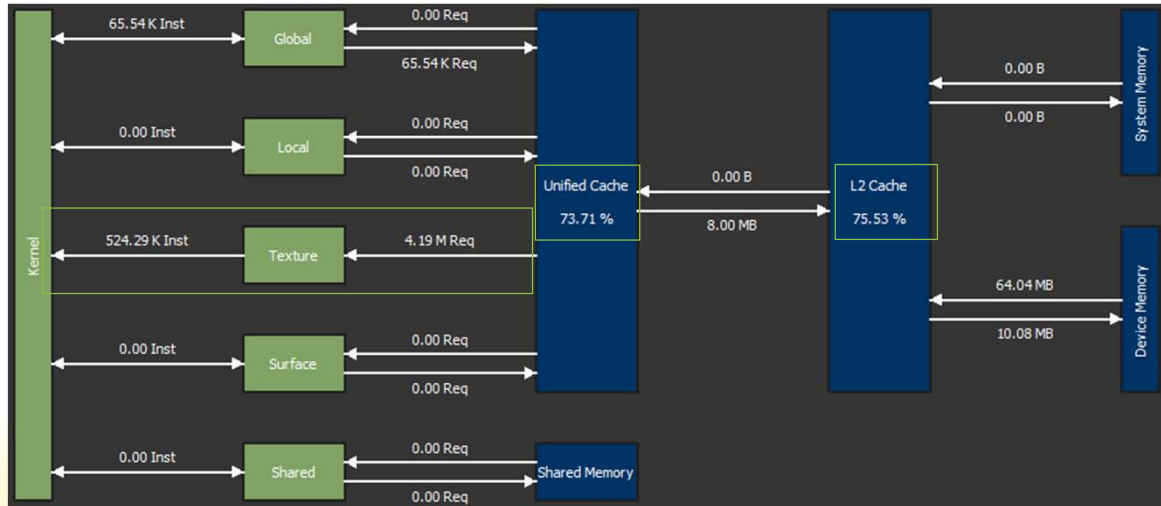 Kernel
65.54 K Inst
Global
0.00 Req
65.54 K Req
0.00 Inst
Local
0.00 Req
0.00 Req
524.29 K Inst
Texture
4.19 M Req
0.00 Inst
Surface
0.00 Req
0.00 Req
0.00 Inst
Shared
0.00 Req
0.00 Req
Unified Cache
73.71 %
Shared Memory
0.00 B
8.00 MB
L2 Cache
75.53 %
0.00 B
0.00 B
System Memory
64.04 MB
10.08 MB
Device Memory